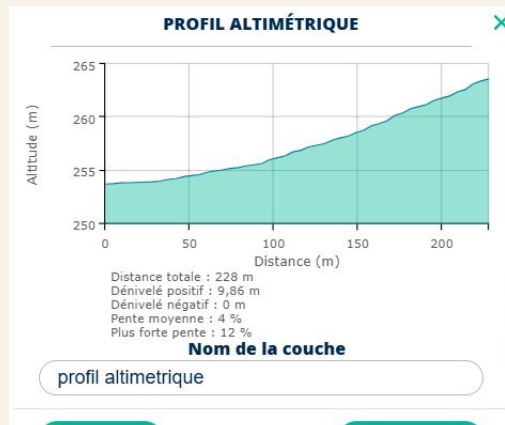 PROFIL ALTIMÉTRIQUE
265
260
255
250
Altitude (m)
0 50 100 150 200
Distance (m)
Distance totale : 228 m
Dénivelé positif : 9,86 m
Dénivelé négatif : 0 m
Pente moyenne : 4 %
Plus forte pente : 12 %
Nom de la couche
profil altimetrique